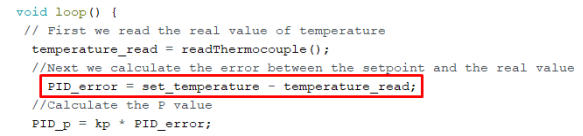 void loop() {
// First we read the real value of temperature
temperature_read = readThermocouple();
//Next we calculate the error between the setpoint and the real value
PID_error = set_temperature - temperature_read;
//Calculate the P value
PID_p = kp * PID_error;